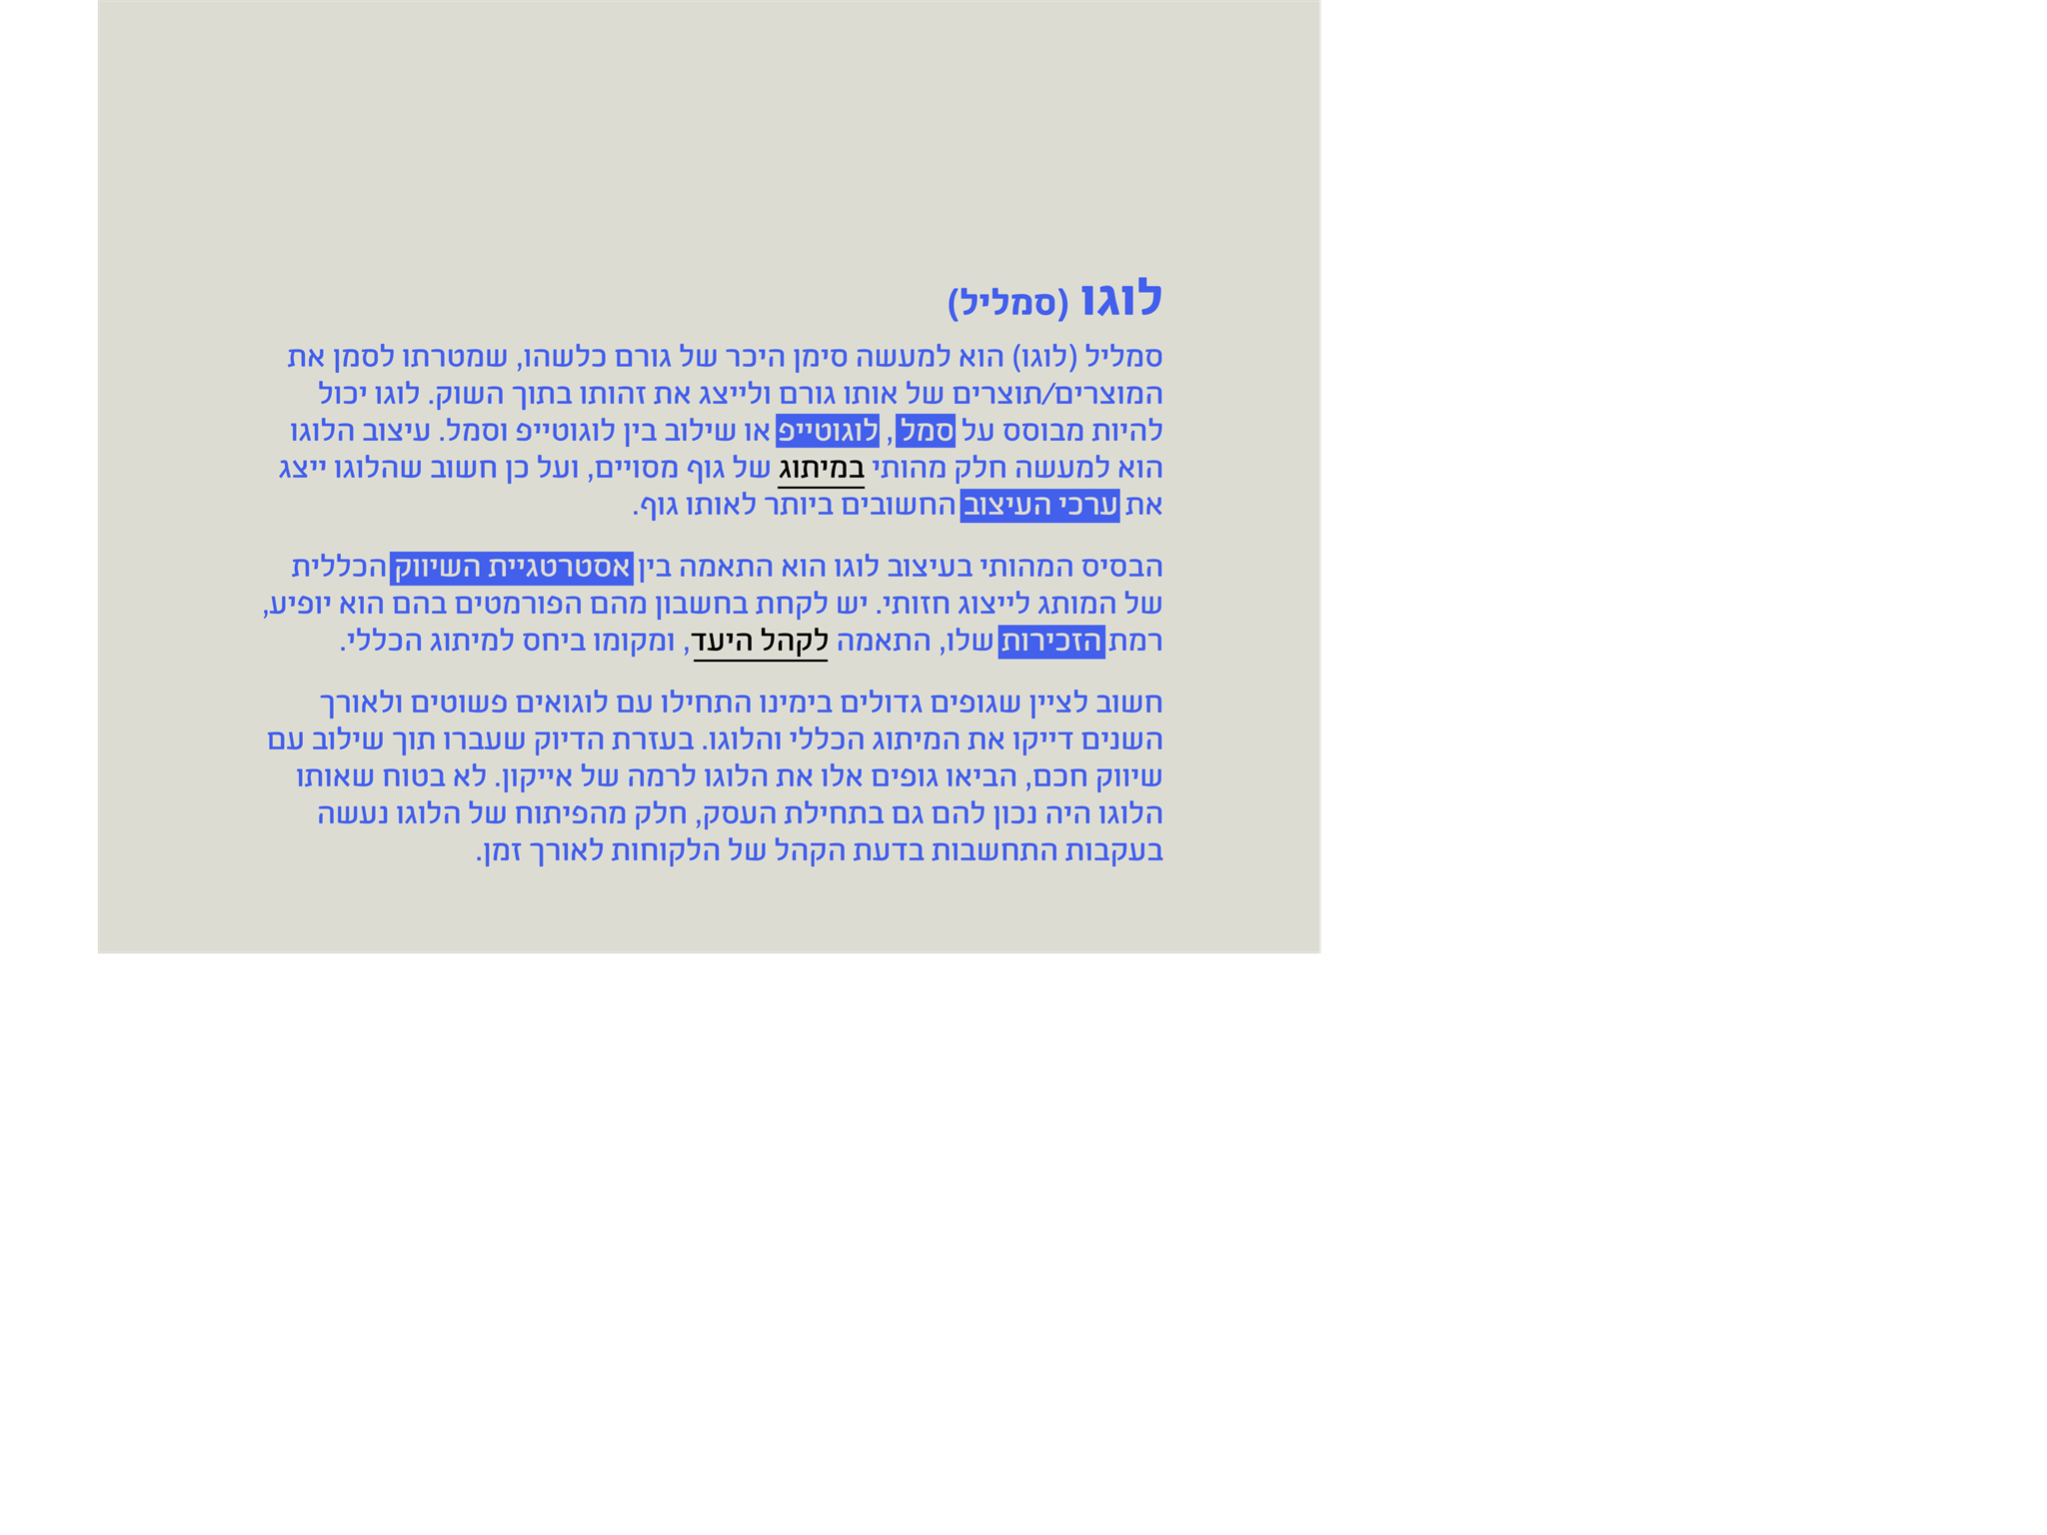 לוגו (סמליל)
סמליל (לוגו) הוא למעשה סימן היכר של גורם כלשהו, שמטרתו לסמן את
המוצרים/תוצרים של אותו גורם ולייצג את זהותו בתוך השוק. לוגו יכול
להיות מבוסס על סמל, לוגוטייפ או שילוב בין לוגוטייפ וסמל. עיצוב הלוגו
הוא למעשה חלק מהותי במיתוג של גוף מסויים, ועל כן חשוב שהלוגו ייצג
את ערכי העיצוב החשובים ביותר לאותו גוף.
הבסיס המהותי בעיצוב לוגו הוא התאמה בין אסטרטגיית השיווק הכללית
של המותג לייצוג חזותי. יש לקחת בחשבון מהם הפורמטים בהם הוא יופיע,
רמת הזכירות שלו, התאמה לקהל היעד, ומקומו ביחס למיתוג הכללי.
חשוב לציין שגופים גדולים בימינו התחילו עם לוגואים פשוטים ולאורך
השנים דייקו את המיתוג הכללי והלוגו. בעזרת הדיוק שעברו תוך שילוב עם
שיווק חכם, הביאו גופים אלו את הלוגו לרמה של אייקון. לא בטוח שאותו
הלוגו היה נכון להם גם בתחילת העסק, חלק מהפיתוח של הלוגו נעשה
בעקבות התחשבות בדעת הקהל של הלקוחות לאורך זמן.